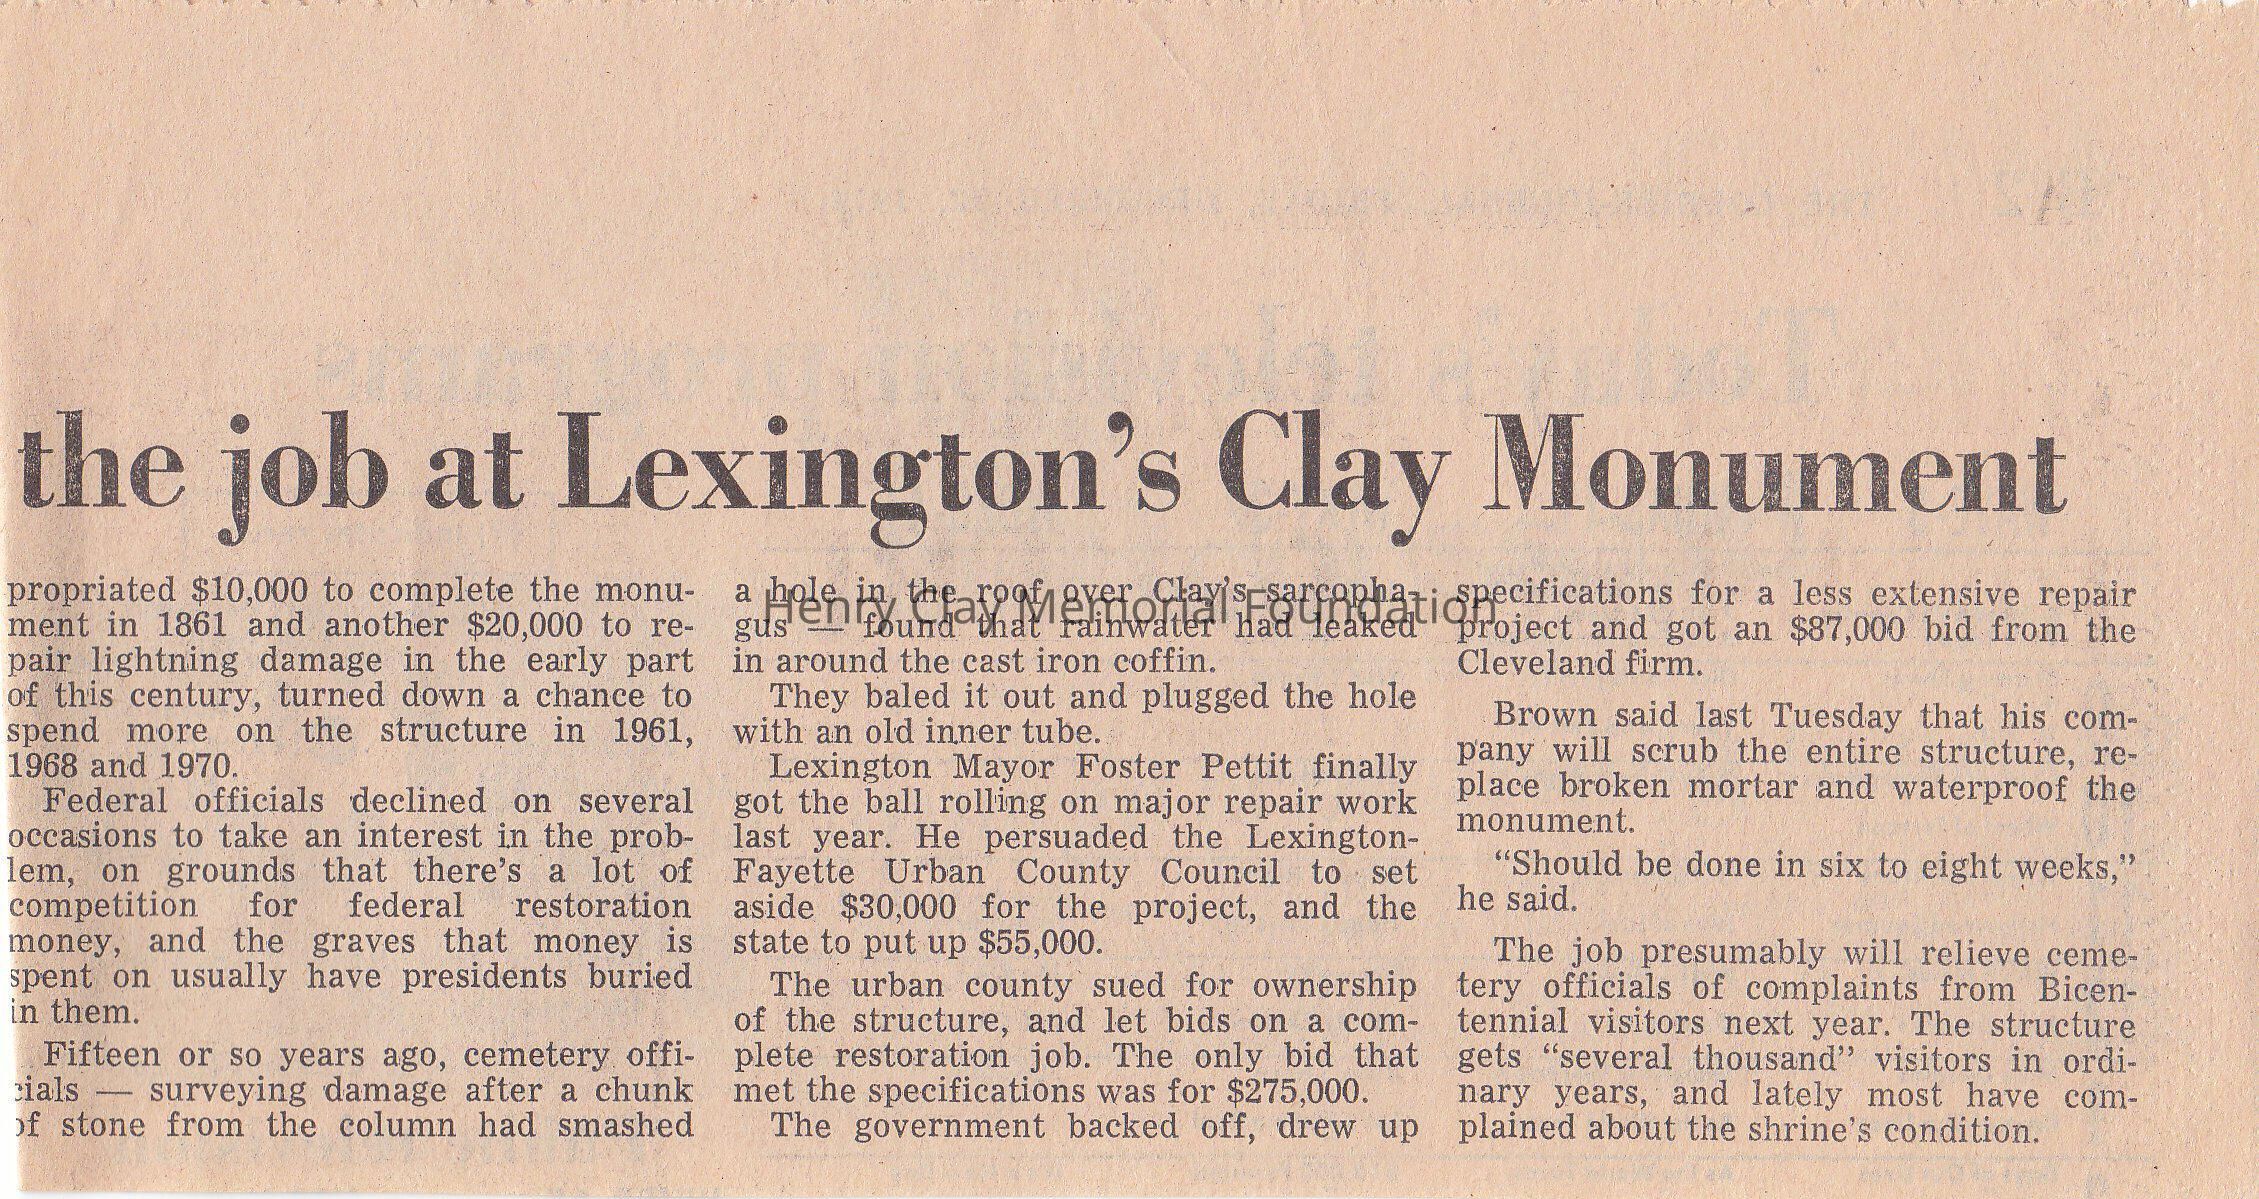 the job at Lexington's Clay Monument
propriated $10,000 to complete the monu-
ment in 1861 and another $20,000 to re-
pair lightning damage in the early part
of this century, turned down a chance to
spend more on the structure in 1961,
1968 and 1970.
Federal officials declined on several
occasions to take an interest in the prob-
lem, on grounds that there's a lot of
competition for federal restoration
money, and the graves that money is
spent on usually have presidents buried
in them.
Fifteen or so years ago, cemetery offi-
cials — surveying damage after a chunk
of stone from the column had smashed
a hole in the roof over Clay's sarcopha-
gus — found that rainwater had leaked
in around the cast iron coffin.
They baled it out and plugged the hole
with an old inner tube.
Lexington Mayor Foster Pettit finally
got the ball rolling on major repair work
last year. He persuaded the Lexington-
Fayette Urban County Council to set
aside $30,000 for the project, and the
state to put up $55,000.
The urban county sued for ownership
of the structure, and let bids on a com-
plete restoration job. The only bid that
met the specifications was for $275,000.
The government backed off, drew up
specifications for a less extensive repair
project and got an $87,000 bid from the
Cleveland firm.
Brown said last Tuesday that his com-
pany will scrub the entire structure, re-
place broken mortar and waterproof the
monument.
"Should be done in six to eight weeks,"
he said.
The job presumably will relieve ceme-
tery officials of complaints from Bicen-
tennial visitors next year. The structure
gets "several thousand" visitors in ordi-
nary years, and lately most have com-
plained about the shrine's condition.
Henry Clay Memorial Foundation